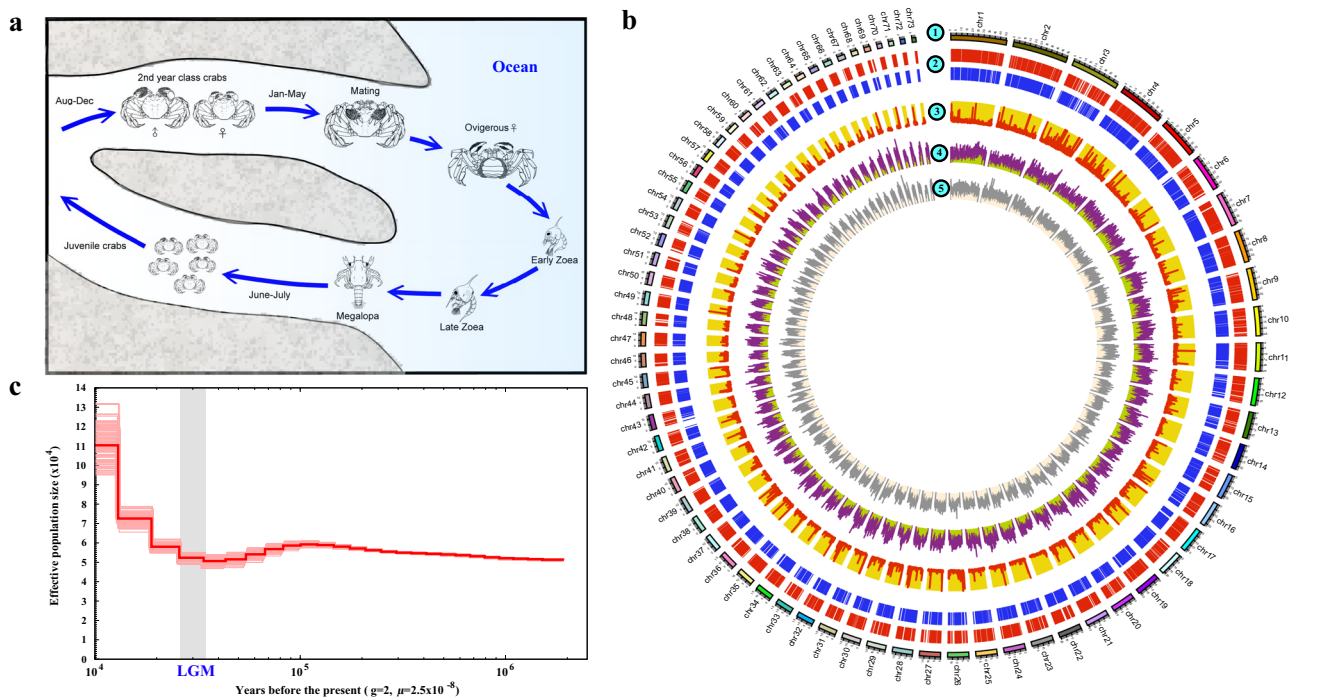 a
Ocean
2nd year class crabs
Aug-Dec
Jan-May
Mating
♂
♀
Ovigerous ♀
Early Zoea
Late Zoea
Megalopa
June-July
Juvenile crabs
b
1
2
3
4
5
chr1
chr2
chr3
chr4
chr5
chr6
chr7
chr8
chr9
chr10
chr11
chr12
chr13
chr14
chr15
chr16
chr17
chr18
chr19
chr20
chr21
chr22
chr23
chr24
chr25
chr26
chr27
chr28
chr29
chr30
chr31
chr32
chr33
chr34
chr35
chr36
chr37
chr38
chr39
chr40
chr41
chr42
chr43
chr44
chr45
chr46
chr47
chr48
chr49
chr50
chr51
chr52
chr53
chr54
chr55
chr56
chr57
chr58
chr59
chr60
chr61
chr62
chr63
chr64
chr65
chr66
chr67
chr68
chr69
chr70
chr71
chr72
chr73
c
Effective population size (x10⁴)
14
13
12
11
10
9
8
7
6
5
4
3
2
1
0
10⁴
LGM
10⁵
10⁶
Years before the present ( g=2, μ=2.5x10⁻⁸)